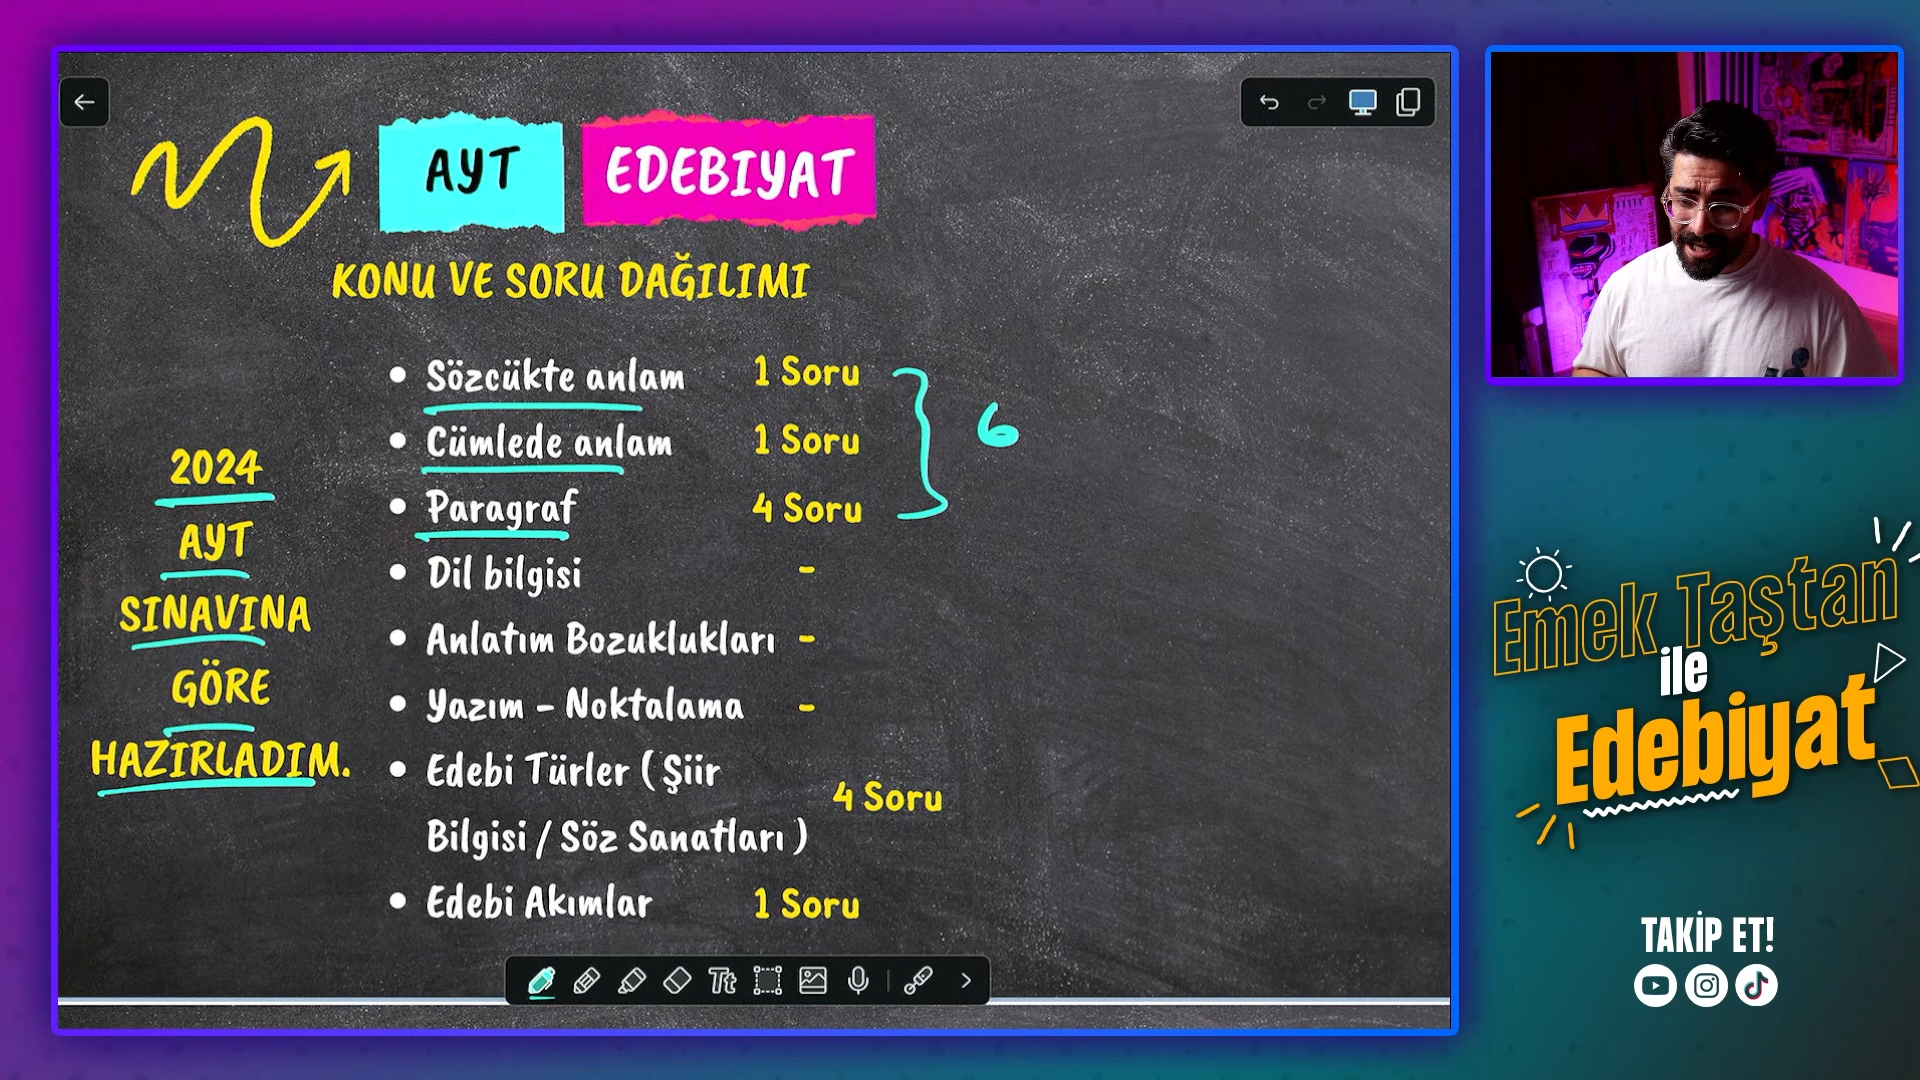 AYT EDEBIYAT
KONU VE SORU DAĞILIMI
2024
AYT
SINAVINA
GÖRE
HAZIRLADIM.
• Sözcükte anlam 1 Soru
• Cümlede anlam 1 Soru
• Paragraf 4 Soru
6
• Dil bilgisi -
• Anlatım Bozuklukları -
• Yazım - Noktalama -
• Edebi Türler ( Şiir
Bilgisi / Söz Sanatları ) 4 Soru
• Edebi Akımlar 1 Soru
Tt
Emek Taştan
ile
Edebiyat
TAKİP ET!